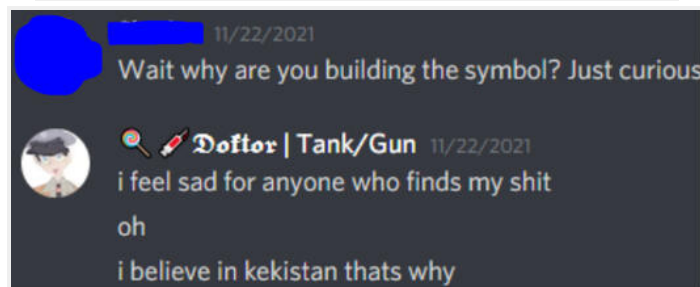 11/22/2021
Wait why are you building the symbol? Just curious
🍭 💉 𝕯𝖔𝖐𝖙𝖔𝖗 | Tank/Gun 11/22/2021
i feel sad for anyone who finds my shit
oh
i believe in kekistan thats why